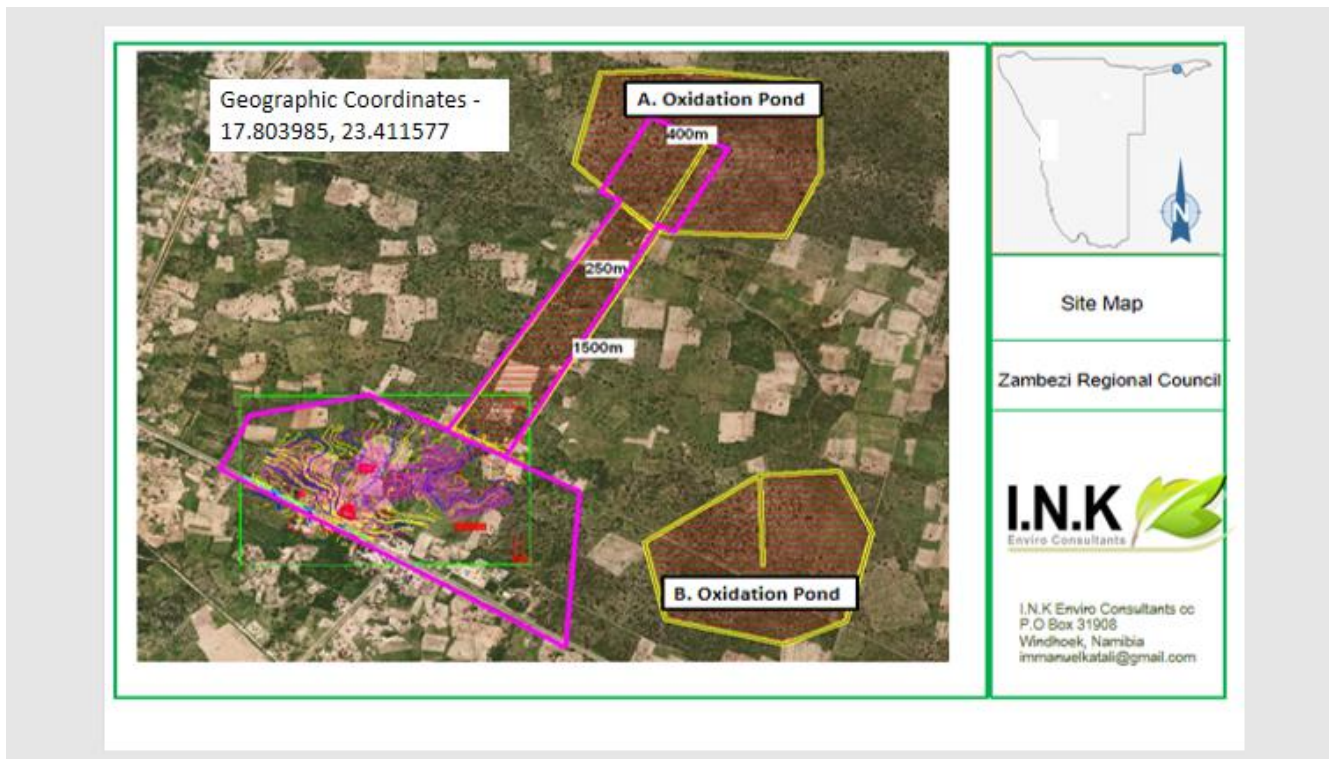 Geographic Coordinates -
17.803985, 23.411577
A. Oxidation Pond
400m
250m
1500m
B. Oxidation Pond
N
Site Map
Zambezi Regional Council
I.N.K
Enviro Consultants
I.N.K Enviro Consultants cc
P.O Box 31908
Windhoek, Namibia
immanuelkatali@gmail.com